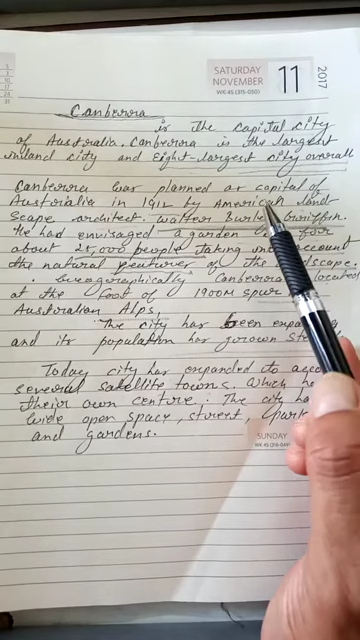 SATURDAY
NOVEMBER
WK-45 (315-050)
11
2017
Canberra
is the capital city
of Australia. Canberra is the largest
inland city and Eight-largest city overall
Canberra was planned as capital of
Australia in 1912 by American land
scape architect. Walter Burley Griffin.
He had envisaged a garden for
about 25,000 people taking into account
the natural features of the landscape.
Geographically Canberra located
at the foot of 1900m spur
Australian Alps,
The city has been
and its population has grown
Today city has expanded to
several satellite towns. Which
Their own centre. The city
wide open space, street, park
and gardens.
SUNDAY
WK-45